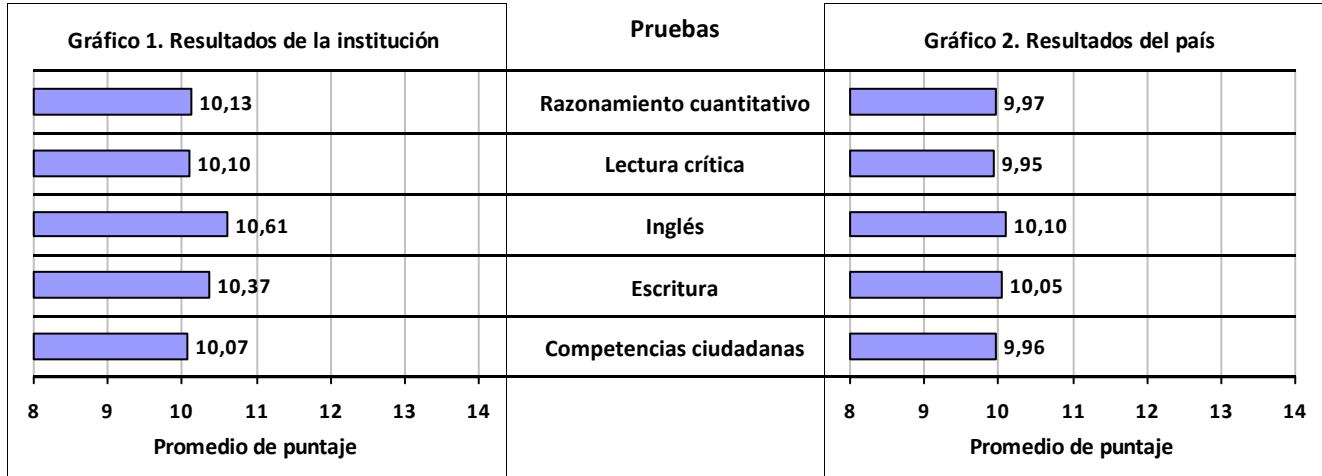 Gráfico 1. Resultados de la institución
Pruebas
Gráfico 2. Resultados del país
10,13
Razonamiento cuantitativo
9,97
10,10
Lectura crítica
9,95
10,61
Inglés
10,10
10,37
Escritura
10,05
10,07
Competencias ciudadanas
9,96
8 9 10 11 12 13 14
8 9 10 11 12 13 14
Promedio de puntaje
Promedio de puntaje